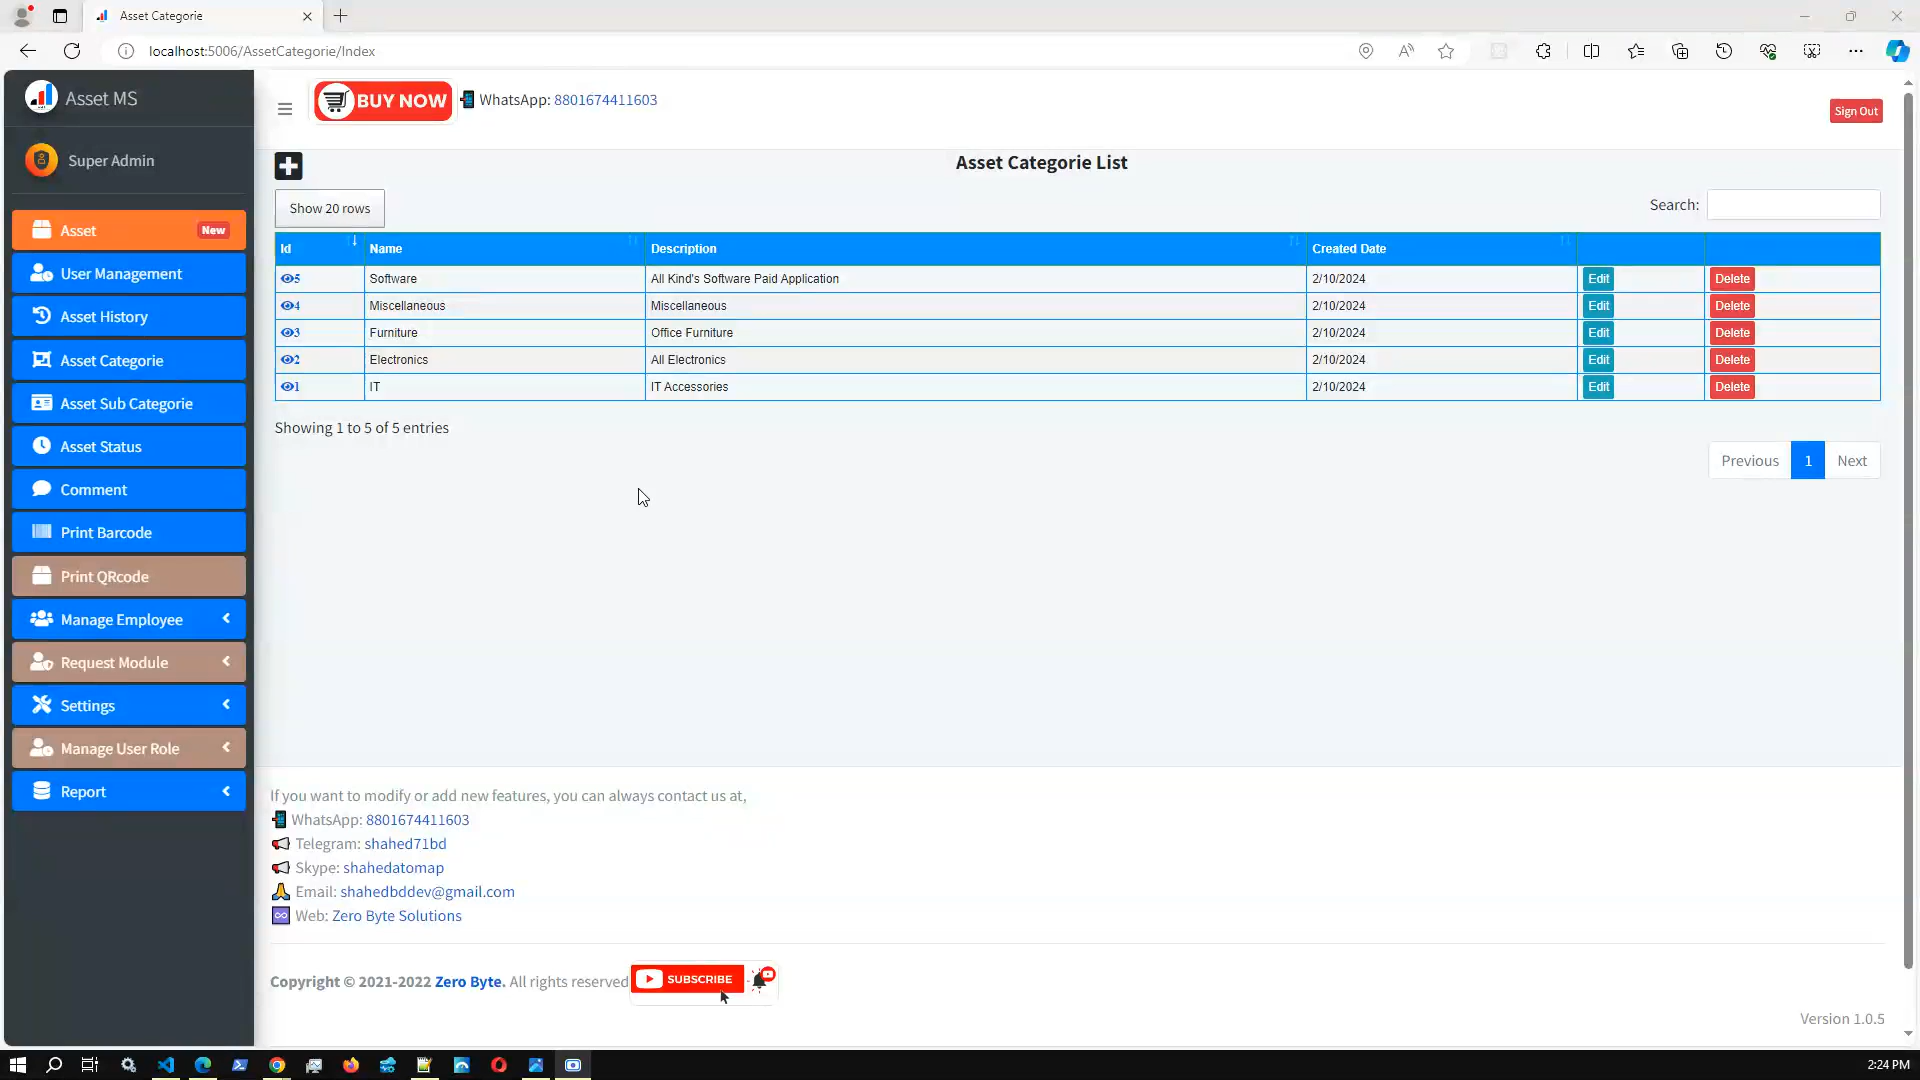 Asset Categorie
localhost:5006/AssetCategorie/Index
Asset MS
BUY NOW
WhatsApp: 8801674411603
Sign Out
Super Admin
Asset
New
User Management
Asset History
Asset Categorie
Asset Sub Categorie
Asset Status
Comment
Print Barcode
Print QRcode
Manage Employee
Request Module
Settings
Manage User Role
Report
Asset Categorie List
Show 20 rows
Search:
Id Name Description Created Date
5 Software All Kind's Software Paid Application 2/10/2024 Edit Delete
4 Miscellaneous Miscellaneous 2/10/2024 Edit Delete
3 Furniture Office Furniture 2/10/2024 Edit Delete
2 Electronics All Electronics 2/10/2024 Edit Delete
1 IT IT Accessories 2/10/2024 Edit Delete
Showing 1 to 5 of 5 entries
Previous 1 Next
If you want to modify or add new features, you can always contact us at,
WhatsApp: 8801674411603
Telegram: shahed71bd
Skype: shahedatomap
Email: shahedbddev@gmail.com
Web: Zero Byte Solutions
Copyright © 2021-2022 Zero Byte. All rights reserved
SUBSCRIBE
Version 1.0.5
2:24 PM